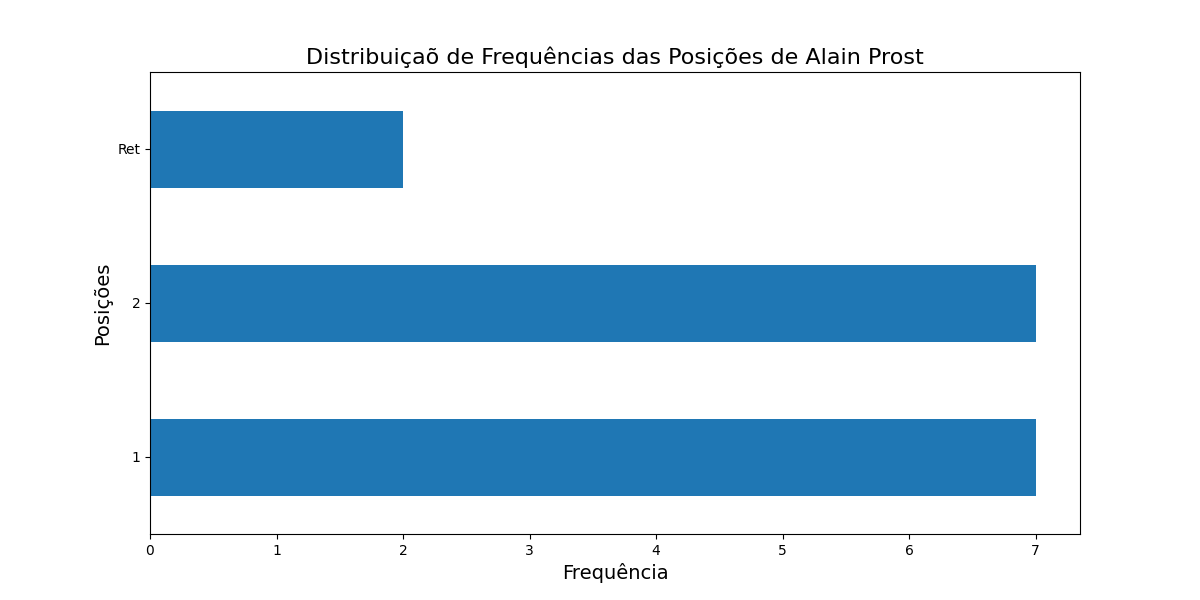 Distribuiçaõ de Frequências das Posições de Alain Prost
Ret
2
1
Posições
0 1 2 3 4 5 6 7
Frequência